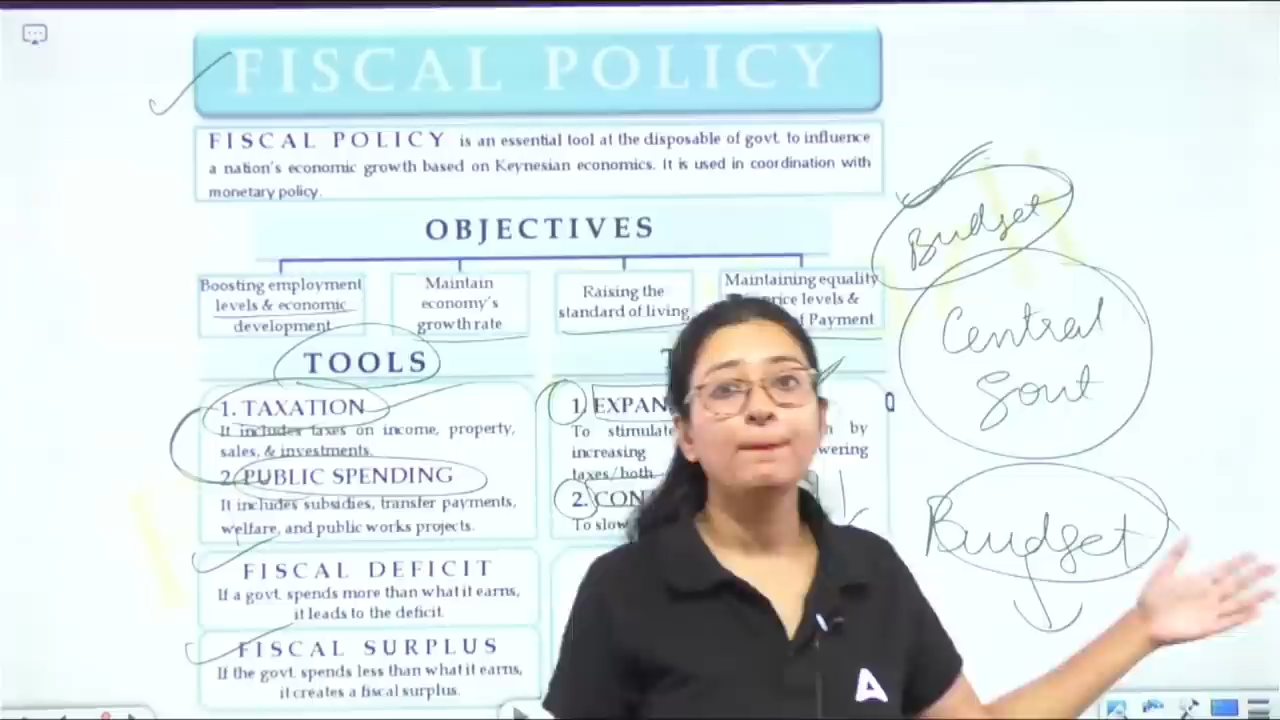 FISCAL POLICY
FISCAL POLICY is an essential tool at the disposable of govt. to influence
a nation's economic growth based on Keynesian economics. It is used in coordination with
monetary policy.
OBJECTIVES
Boosting employment
levels & economic
development
Maintain
economy's
growth rate
Raising the
standard of living
Maintaining equality
levels &
Payment
TOOLS
1. TAXATION
It includes taxes on income, property,
sales, & investments.
2. PUBLIC SPENDING
It includes subsidies, transfer payments,
welfare, and public works projects.
FISCAL DEFICIT
If a govt. spends more than what it earns,
it leads to the deficit.
FISCAL SURPLUS
If the govt. spends less than what it earns,
it creates a fiscal surplus.
1. EXPAN
To stimulate by
increasing wering
taxes/both
2. CON
To slow
Budget
Central
Govt
Budget